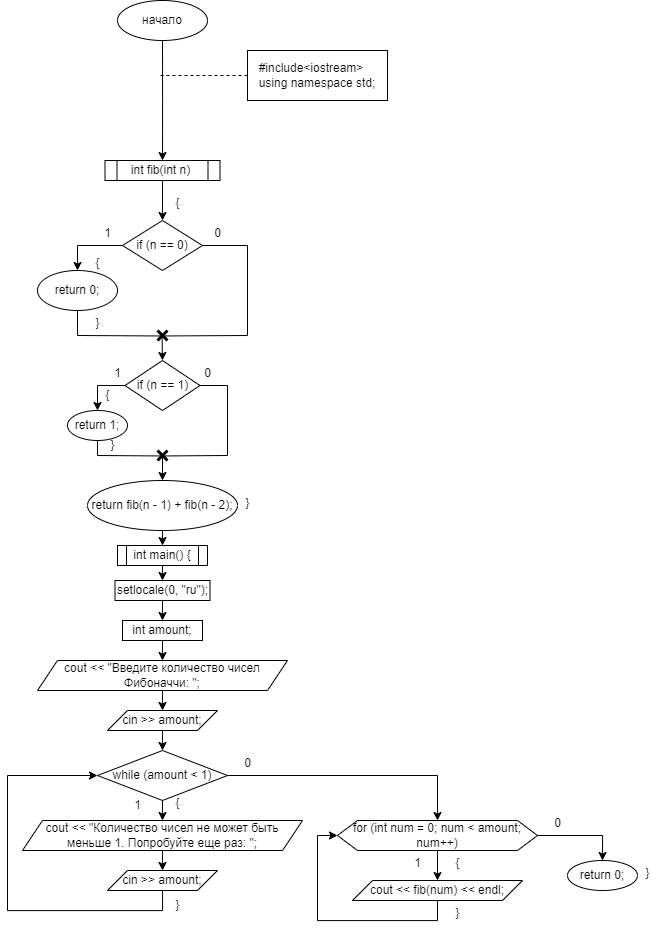 начало
#include<iostream>
using namespace std;
int fib(int n)
{
1
if (n == 0)
0
{
return 0;
}
1
if (n == 1)
0
{
return 1;
}
return fib(n - 1) + fib(n - 2);
}
int main() {
setlocale(0, "ru");
int amount;
cout << "Введите количество чисел
Фибоначчи: ";
cin >> amount;
while (amount < 1)
0
1
{
cout << "Количество чисел не может быть
меньше 1. Попробуйте еще раз: ";
cin >> amount;
}
for (int num = 0; num < amount;
num++)
0
1
{
cout << fib(num) << endl;
}
return 0;
}